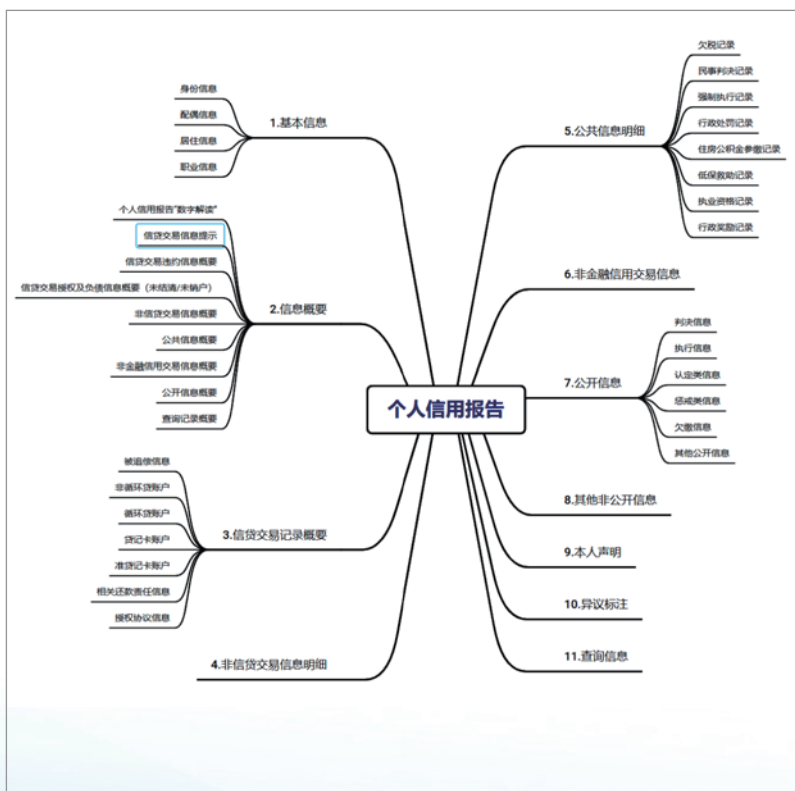 个人信用报告
1.基本信息
身份信息
配偶信息
居住信息
职业信息
2.信息概要
个人信用报告"数字解读"
信贷交易信息提示
信贷交易违约信息概要
信贷交易授权及负债信息概要（未结清/未销户）
非信贷交易信息概要
公共信息概要
非金融信用交易信息概要
公开信息概要
查询记录概要
3.信贷交易记录概要
被追偿信息
非循环贷账户
循环贷账户
贷记卡账户
准贷记卡账户
相关还款责任信息
授权协议信息
4.非信贷交易信息明细
5.公共信息明细
欠税记录
民事判决记录
强制执行记录
行政处罚记录
住房公积金参缴记录
低保救助记录
执业资格记录
行政奖励记录
6.非金融信用交易信息
7.公开信息
判决信息
执行信息
认定类信息
惩戒类信息
欠缴信息
其他公开信息
8.其他非公开信息
9.本人声明
10.异议标注
11.查询信息